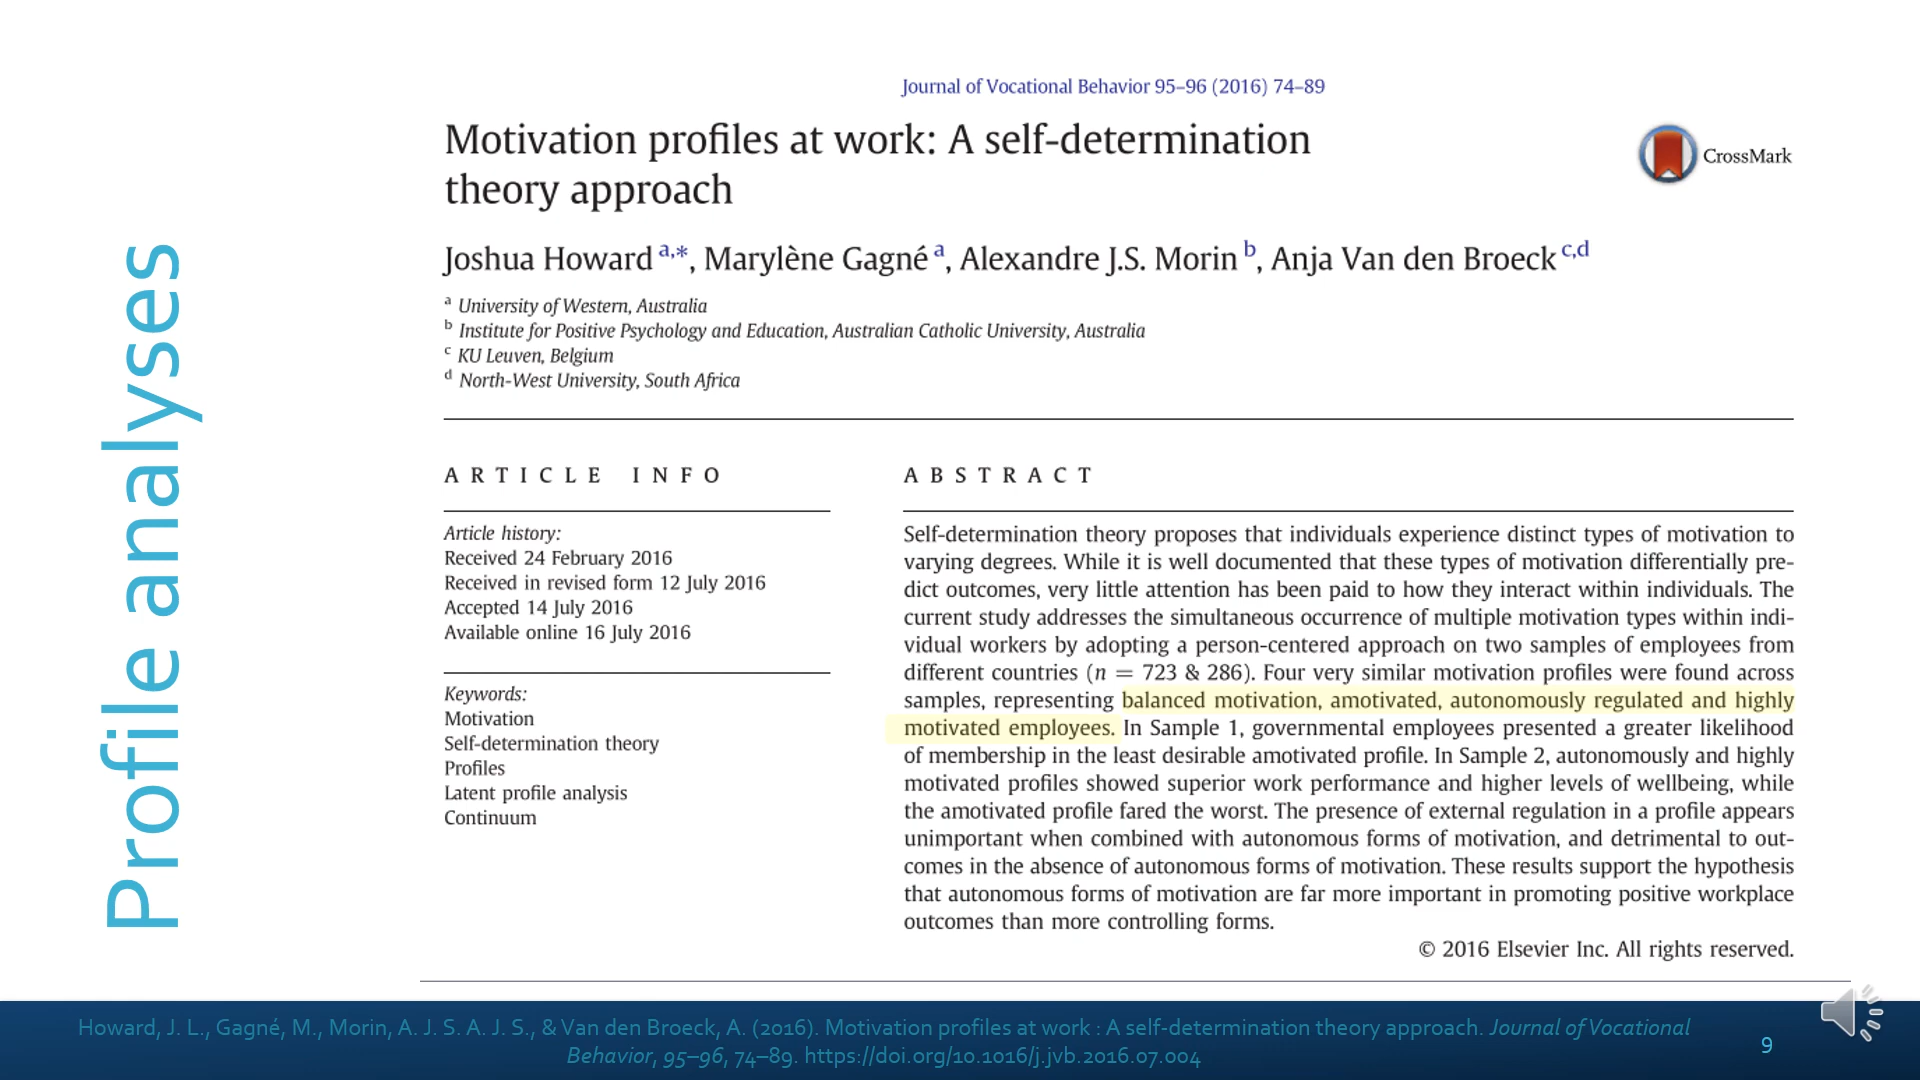 Profile analyses
Journal of Vocational Behavior 95–96 (2016) 74–89
Motivation profiles at work: A self-determination
theory approach
CrossMark
Joshua Howard a,*, Marylène Gagné a, Alexandre J.S. Morin b, Anja Van den Broeck c,d
a University of Western, Australia
b Institute for Positive Psychology and Education, Australian Catholic University, Australia
c KU Leuven, Belgium
d North-West University, South Africa
ARTICLE INFO
Article history:
Received 24 February 2016
Received in revised form 12 July 2016
Accepted 14 July 2016
Available online 16 July 2016
Keywords:
Motivation
Self-determination theory
Profiles
Latent profile analysis
Continuum
ABSTRACT
Self-determination theory proposes that individuals experience distinct types of motivation to
varying degrees. While it is well documented that these types of motivation differentially pre-
dict outcomes, very little attention has been paid to how they interact within individuals. The
current study addresses the simultaneous occurrence of multiple motivation types within indi-
vidual workers by adopting a person-centered approach on two samples of employees from
different countries (n = 723 & 286). Four very similar motivation profiles were found across
samples, representing balanced motivation, amotivated, autonomously regulated and highly
motivated employees. In Sample 1, governmental employees presented a greater likelihood
of membership in the least desirable amotivated profile. In Sample 2, autonomously and highly
motivated profiles showed superior work performance and higher levels of wellbeing, while
the amotivated profile fared the worst. The presence of external regulation in a profile appears
unimportant when combined with autonomous forms of motivation, and detrimental to out-
comes in the absence of autonomous forms of motivation. These results support the hypothesis
that autonomous forms of motivation are far more important in promoting positive workplace
outcomes than more controlling forms.
© 2016 Elsevier Inc. All rights reserved.
Howard, J. L., Gagné, M., Morin, A. J. S. A. J. S., & Van den Broeck, A. (2016). Motivation profiles at work : A self-determination theory approach. Journal of Vocational
Behavior, 95–96, 74–89. https://doi.org/10.1016/j.jvb.2016.07.004
9